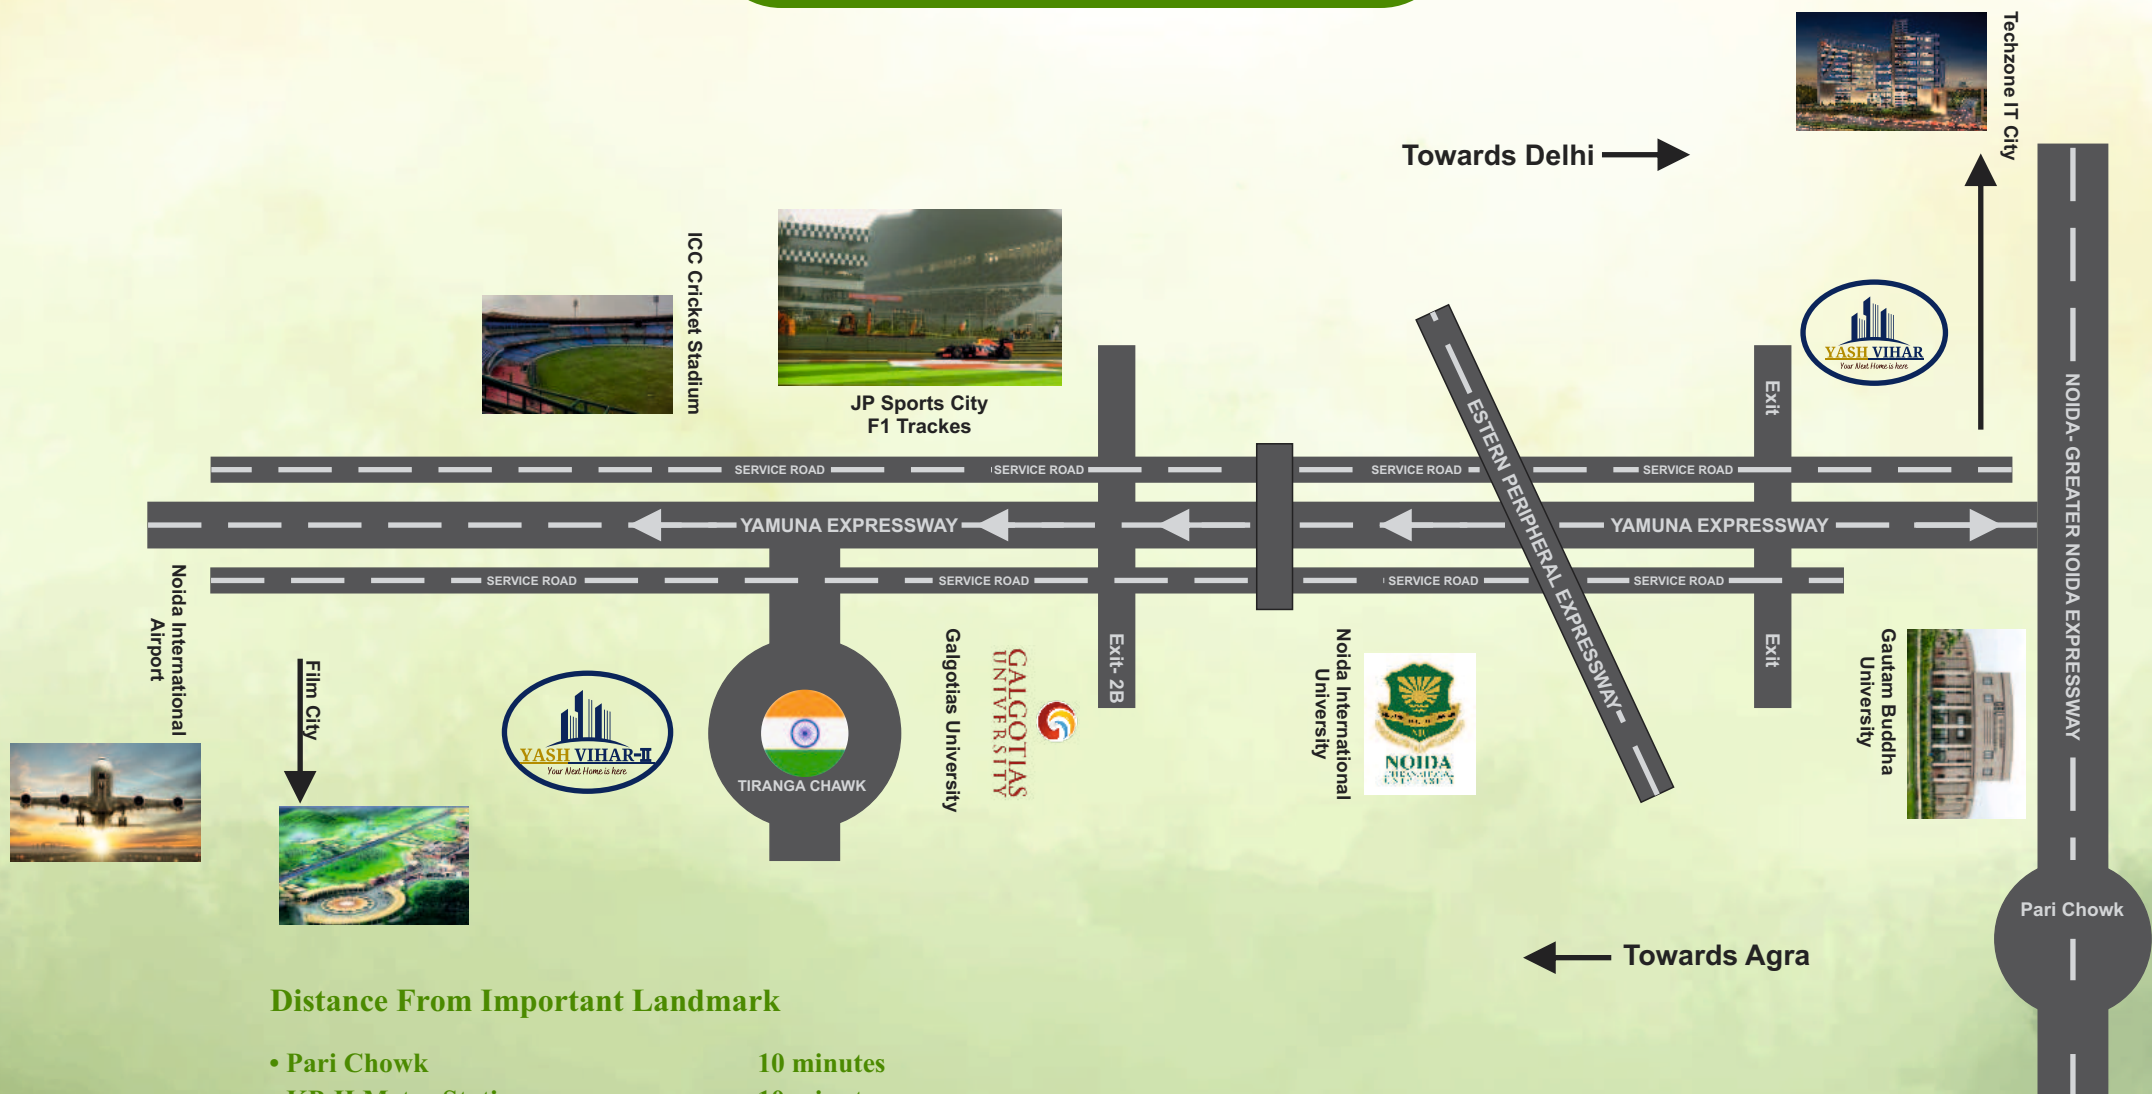 Techzone IT City
Towards Delhi
ICC Cricket Stadium
JP Sports City
F1 Trackes
YASH VIHAR
Your Next Home is here
Exit
NOIDA- GREATER NOIDA EXPRESSWAY
ESTERN PERIPHERAL EXPRESSWAY
SERVICE ROAD
SERVICE ROAD
SERVICE ROAD
SERVICE ROAD
YAMUNA EXPRESSWAY
YAMUNA EXPRESSWAY
SERVICE ROAD
SERVICE ROAD
SERVICE ROAD
SERVICE ROAD
Noida International
Airport
Film City
YASH VIHAR-II
Your Next Home is here
TIRANGA CHAWK
Galgotias University
GALGOTIAS
UNIVERSITY
Exit- 2B
Noida International
University
NIU
NOIDA
Exit
Gautam Buddha
University
Pari Chowk
Towards Agra
Distance From Important Landmark
• Pari Chowk 10 minutes